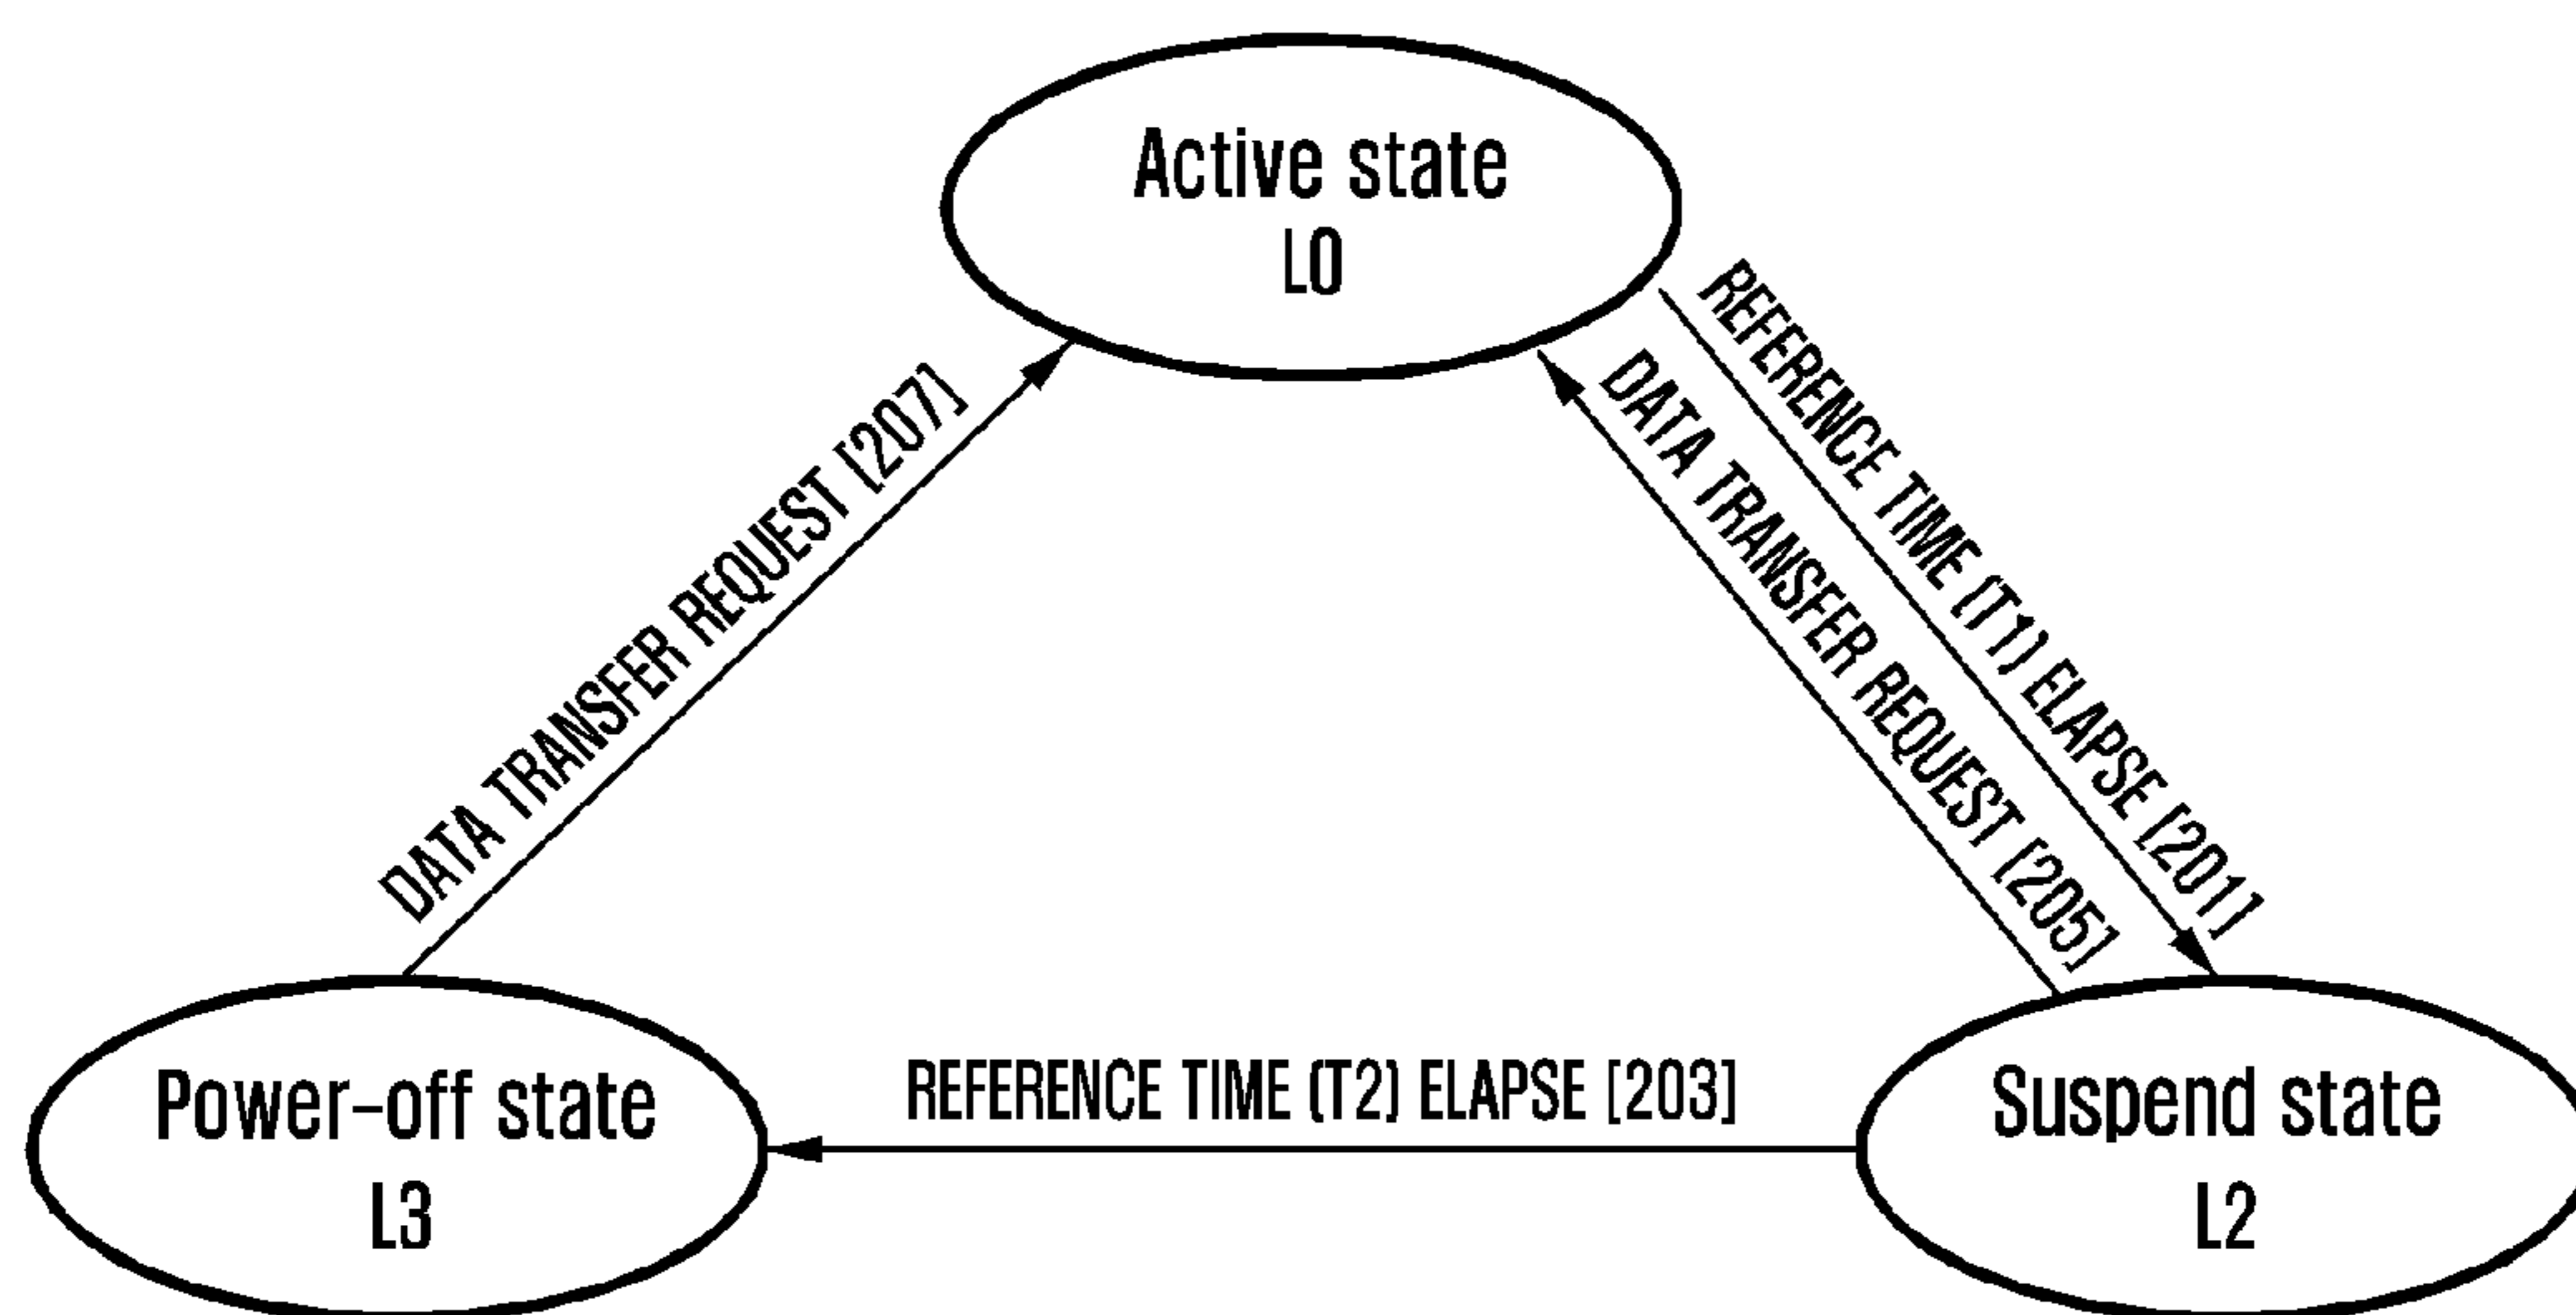 Active state
L0
REFERENCE TIME (T1) ELAPSE [201]
DATA TRANSFER REQUEST [205]
DATA TRANSFER REQUEST [207]
REFERENCE TIME (T2) ELAPSE [203]
Power-off state
L3
Suspend state
L2